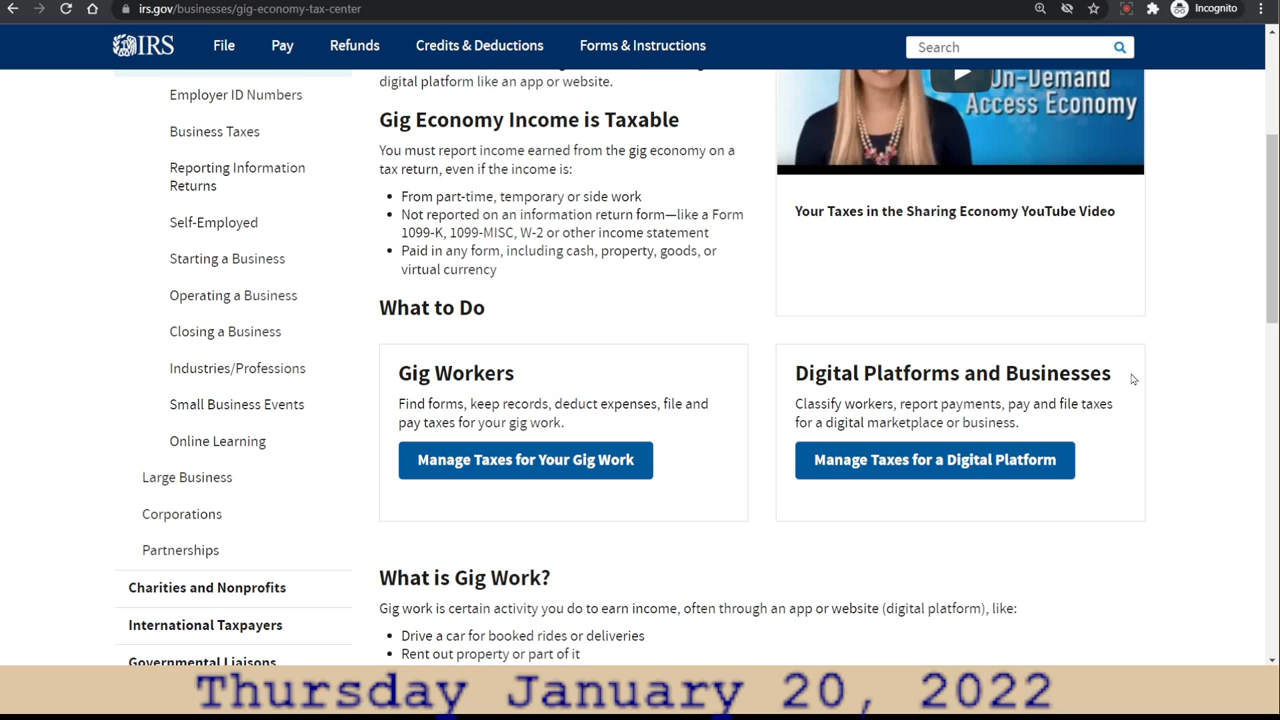 irs.gov/businesses/gig-economy-tax-center
Incognito
IRS
File
Pay
Refunds
Credits & Deductions
Forms & Instructions
Search
Employer ID Numbers
Business Taxes
Reporting Information
Returns
Self-Employed
Starting a Business
Operating a Business
Closing a Business
Industries/Professions
Small Business Events
Online Learning
Large Business
Corporations
Partnerships
Charities and Nonprofits
International Taxpayers
Governmental Liaisons
digital platform like an app or website.
Gig Economy Income is Taxable
You must report income earned from the gig economy on a
tax return, even if the income is:
From part-time, temporary or side work
Not reported on an information return form—like a Form
1099-K, 1099-MISC, W-2 or other income statement
Paid in any form, including cash, property, goods, or
virtual currency
On-Demand
Access Economy
Your Taxes in the Sharing Economy YouTube Video
What to Do
Gig Workers
Find forms, keep records, deduct expenses, file and
pay taxes for your gig work.
Manage Taxes for Your Gig Work
Digital Platforms and Businesses
Classify workers, report payments, pay and file taxes
for a digital marketplace or business.
Manage Taxes for a Digital Platform
What is Gig Work?
Gig work is certain activity you do to earn income, often through an app or website (digital platform), like:
Drive a car for booked rides or deliveries
Rent out property or part of it
Thursday January 20, 2022